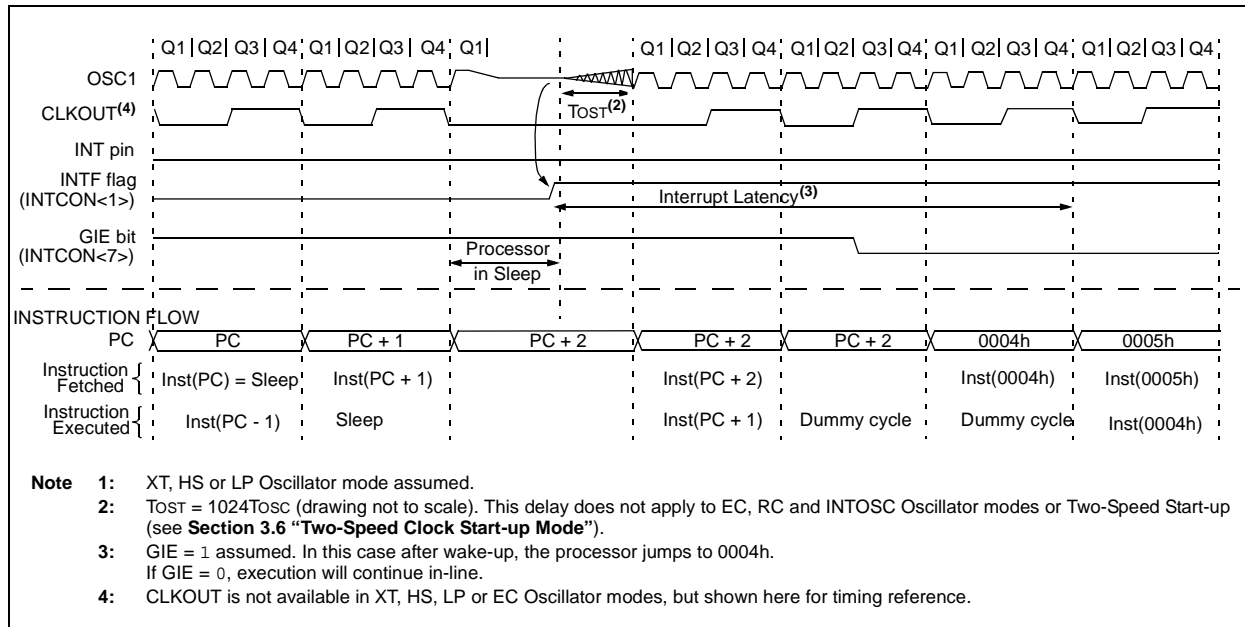 Q1 Q2 Q3 Q4 Q1 Q2 Q3 Q4 Q1 Q1 Q2 Q3 Q4 Q1 Q2 Q3 Q4 Q1 Q2 Q3 Q4 Q1 Q2 Q3 Q4
OSC1
CLKOUT(4)
TOST(2)
INT pin
INTF flag
(INTCON<1>)
Interrupt Latency(3)
GIE bit
(INTCON<7>)
Processor
in Sleep
INSTRUCTION FLOW
PC PC PC + 1 PC + 2 PC + 2 PC + 2 0004h 0005h
Instruction
Fetched
Inst(PC) = Sleep Inst(PC + 1) Inst(PC + 2) Inst(0004h) Inst(0005h)
Instruction
Executed
Inst(PC - 1) Sleep Inst(PC + 1) Dummy cycle Dummy cycle Inst(0004h)
Note 1: XT, HS or LP Oscillator mode assumed.
2: TOST = 1024TOSC (drawing not to scale). This delay does not apply to EC, RC and INTOSC Oscillator modes or Two-Speed Start-up
(see Section 3.6 “Two-Speed Clock Start-up Mode”).
3: GIE = 1 assumed. In this case after wake-up, the processor jumps to 0004h.
If GIE = 0, execution will continue in-line.
4: CLKOUT is not available in XT, HS, LP or EC Oscillator modes, but shown here for timing reference.